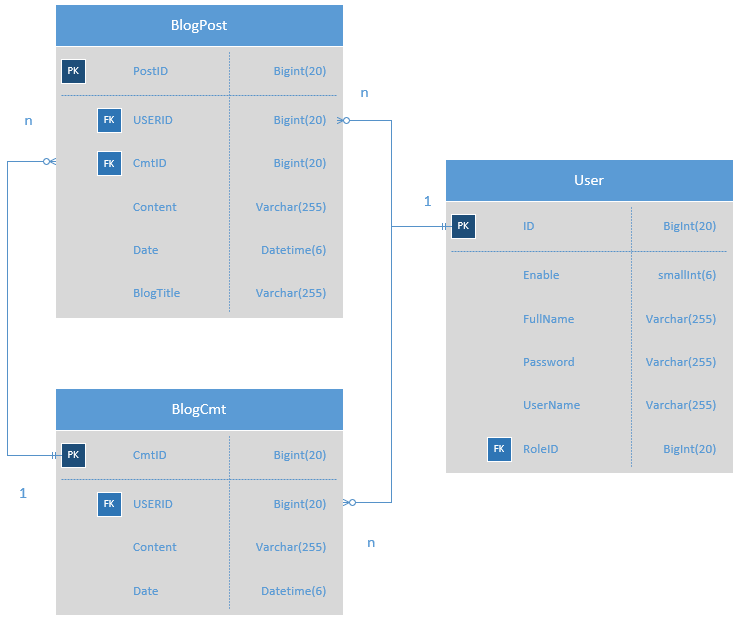 BlogPost
PK PostID Bigint(20)
n
n
FK USERID Bigint(20)
FK CmtID Bigint(20)
Content Varchar(255)
Date Datetime(6)
BlogTitle Varchar(255)
User
1
PK ID BigInt(20)
Enable smallInt(6)
FullName Varchar(255)
Password Varchar(255)
UserName Varchar(255)
FK RoleID BigInt(20)
BlogCmt
PK CmtID Bigint(20)
1
FK USERID Bigint(20)
Content Varchar(255)
n
Date Datetime(6)